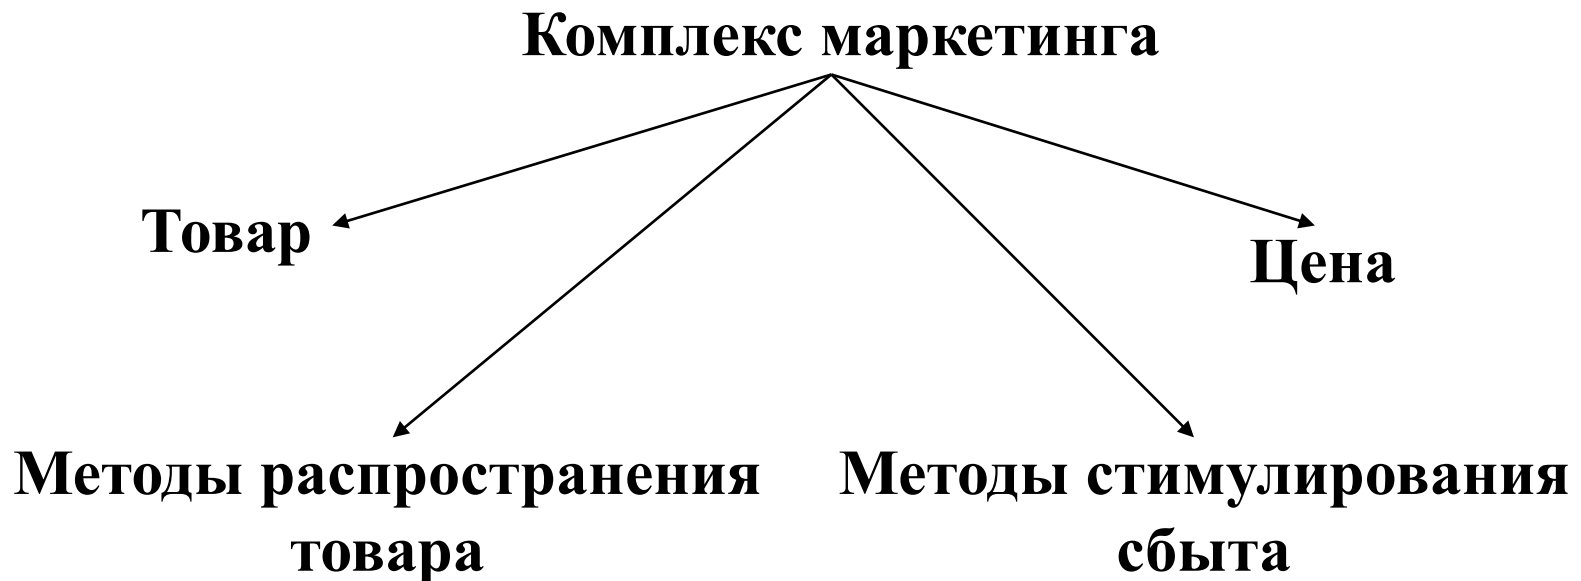 Комплекс маркетинга
Товар
Цена
Методы распространения
товара
Методы стимулирования
сбыта